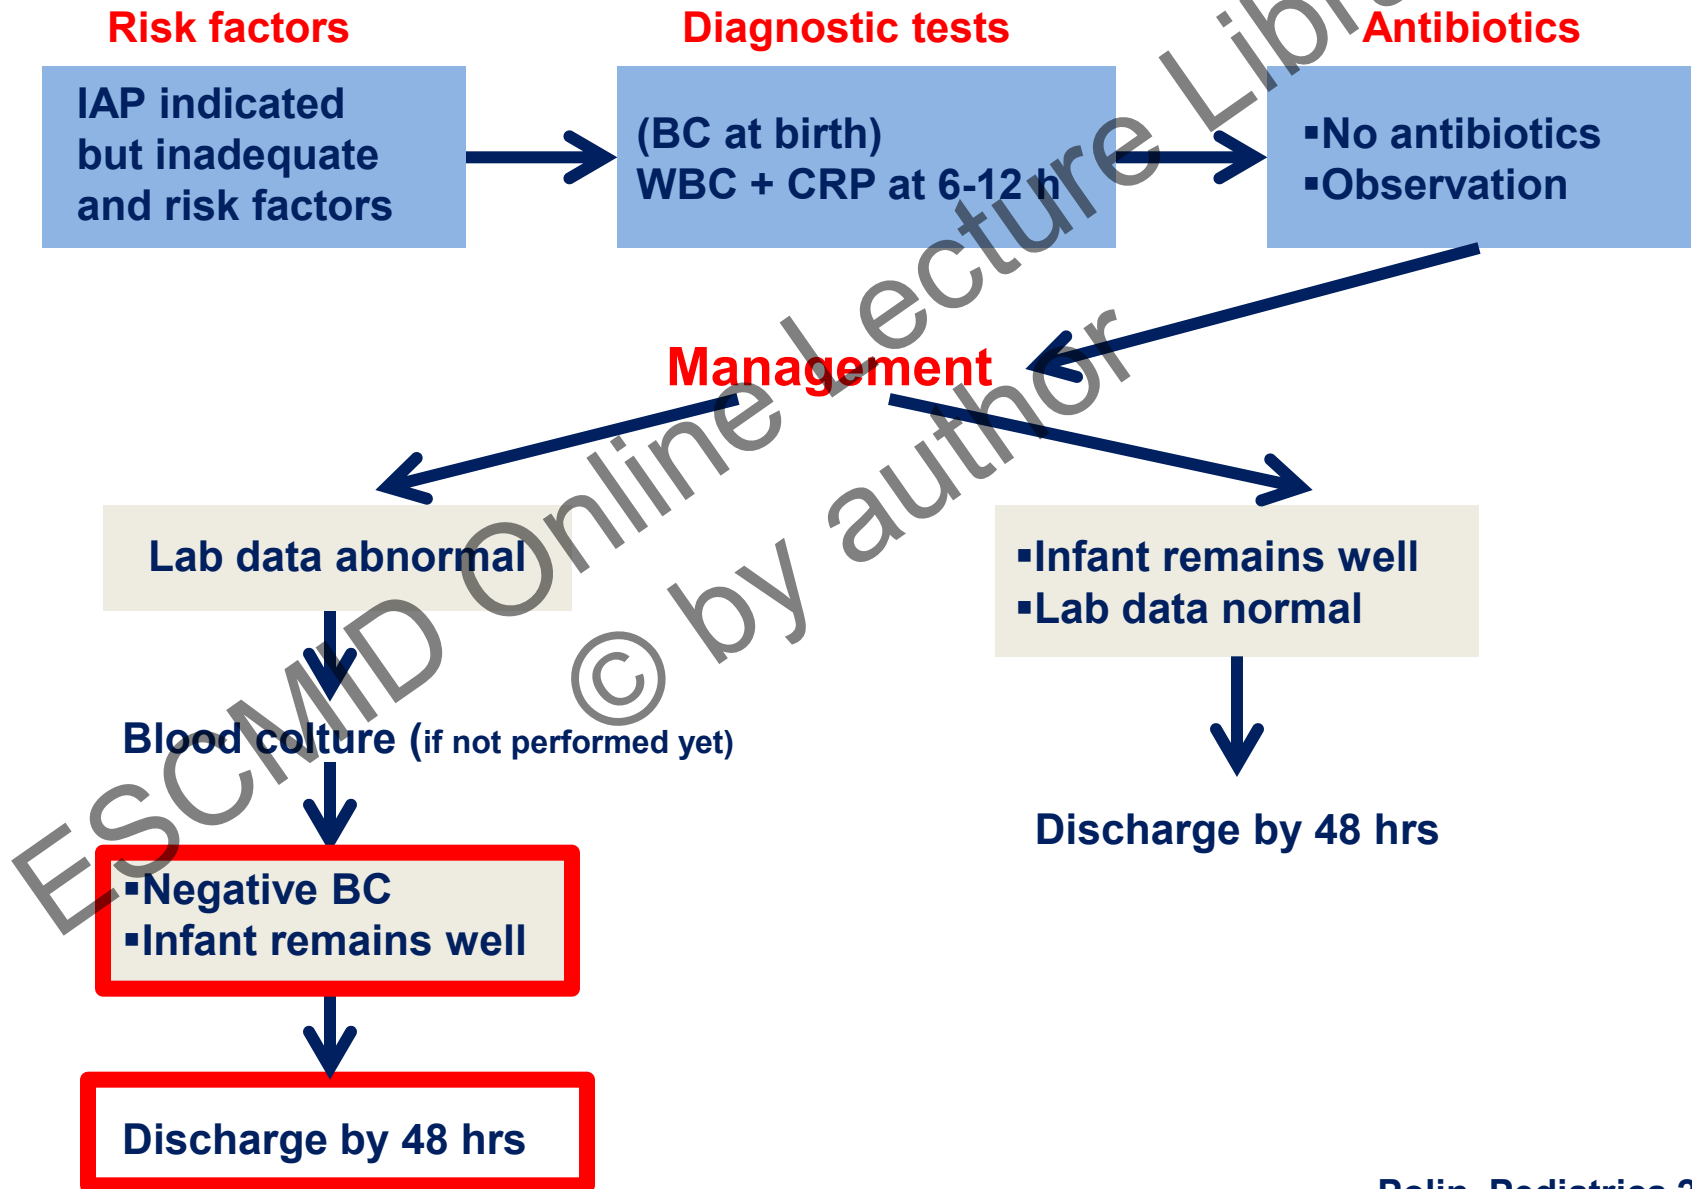 Risk factors
Diagnostic tests
Antibiotics
IAP indicated
but inadequate
and risk factors
(BC at birth)
WBC + CRP at 6-12 h
▪No antibiotics
▪Observation
Management
Lab data abnormal
▪Infant remains well
▪Lab data normal
Blood colture (if not performed yet)
Discharge by 48 hrs
▪Negative BC
▪Infant remains well
Discharge by 48 hrs
Polin, Pediatrics
ESCMID Online Lecture
© by author